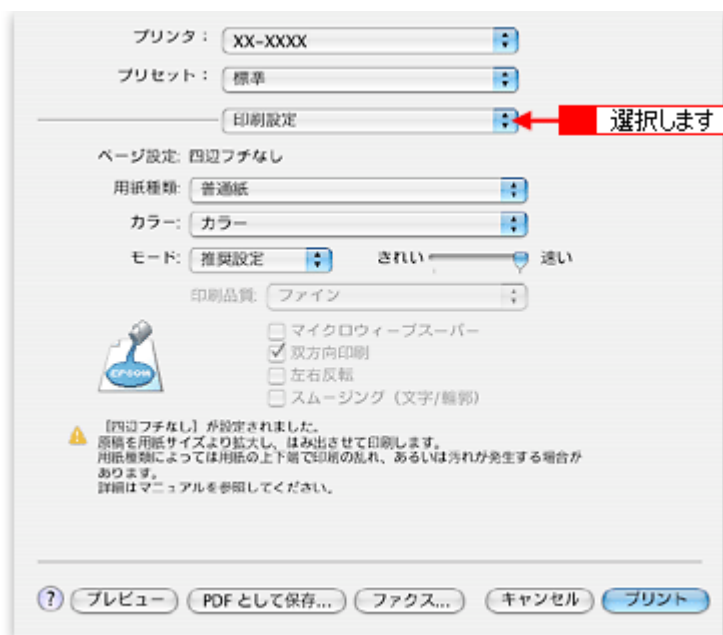 プリンタ： XX-XXXX
プリセット： 標準
印刷設定
選択します
ページ設定: 四辺フチなし
用紙種類: 普通紙
カラー: カラー
モード: 推奨設定 きれい 速い
印刷品質: ファイン
マイクロウィーブスーパー
双方向印刷
左右反転
スムージング（文字/輪郭）
EPSON
［四辺フチなし］が設定されました。
原稿を用紙サイズより拡大し、はみ出させて印刷します。
用紙種類によっては用紙の上下端で印刷の乱れ、あるいは汚れが発生する場合が
あります。
詳細はマニュアルを参照してください。
? プレビュー PDF として保存... ファクス... キャンセル プリント